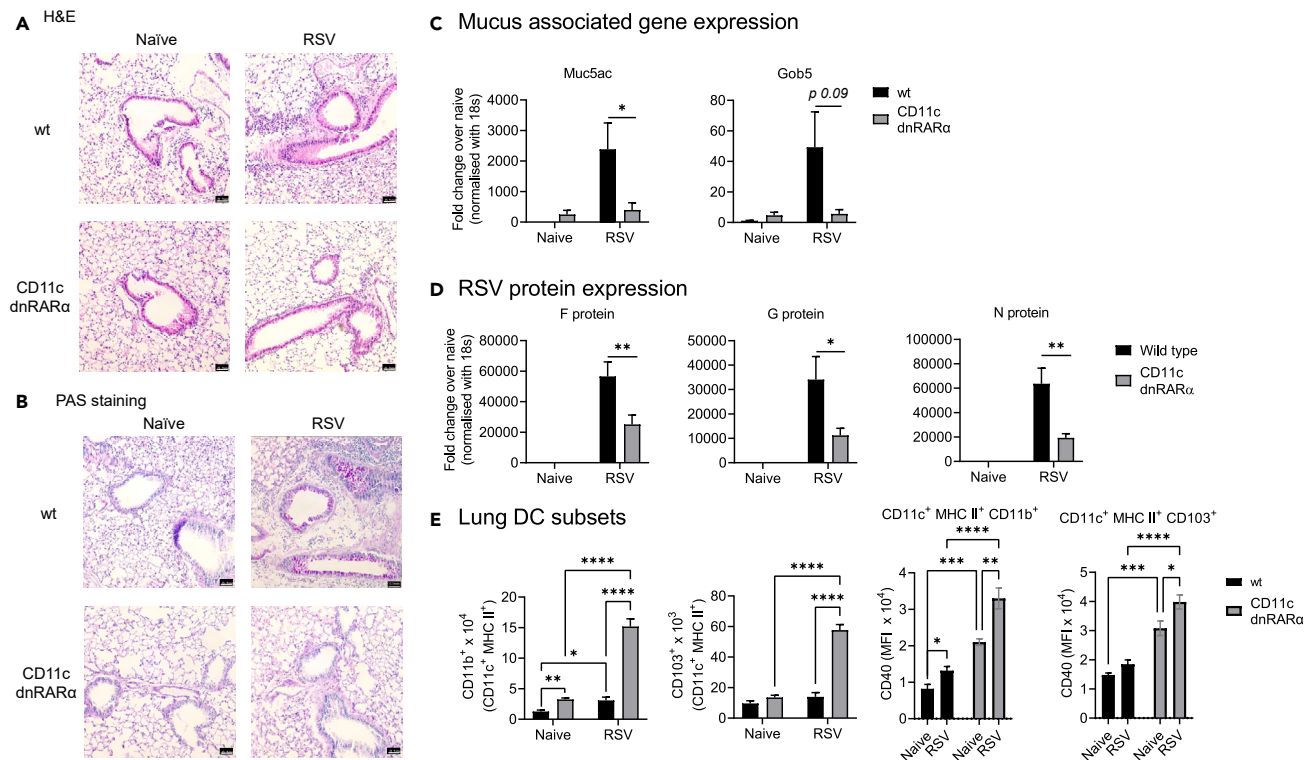 A H&E
Naïve RSV
wt
CD11c
dnRARα
B PAS staining
Naïve RSV
wt
CD11c
dnRARα
C Mucus associated gene expression
Muc5ac
Fold change over naive
(normalised with 18s)
4000
3000
2000
1000
0
*
Naive RSV
Gob5
60
40
20
0
p 0.09
Naive RSV
wt
CD11c
dnRARα
D RSV protein expression
F protein
Fold change over naive
(normalised with 18s)
80000
60000
40000
20000
0
**
Naive RSV
G protein
50000
40000
30000
20000
10000
0
*
Naive RSV
N protein
100000
80000
60000
40000
20000
0
**
Naive RSV
Wild type
CD11c
dnRARα
E Lung DC subsets
CD11b⁺ x 10⁴
(CD11c⁺ MHC II⁺)
20
15
10
5
0
****
****
*
**
Naive RSV
CD103⁺ x 10³
(CD11c⁺ MHC II⁺)
80
60
40
20
0
****
****
Naive RSV
CD11c⁺ MHC II⁺ CD11b⁺
CD40 (MFI x 10⁴)
4
3
2
1
0
****
*** **
*
Naive RSV Naive RSV
CD11c⁺ MHC II⁺ CD103⁺
CD40 (MFI x 10⁴)
5
4
3
2
1
0
****
*** *
Naive RSV Naive RSV
wt
CD11c
dnRARα